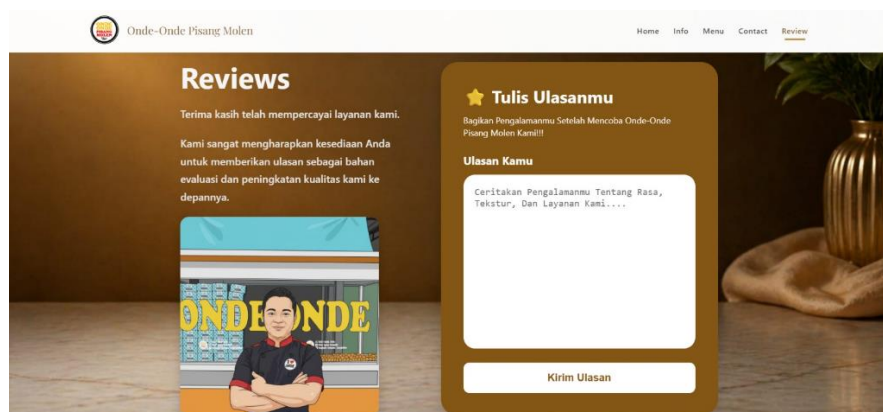 Onde-Onde Pisang Molen
Home Info Menu Contact Review
Reviews
Terima kasih telah mempercayai layanan kami.
Kami sangat mengharapkan kesediaan Anda
untuk memberikan ulasan sebagai bahan
evaluasi dan peningkatan kualitas kami ke
depannya.
ONDE ONDE
⭐ Tulis Ulasanmu
Bagikan Pengalamanmu Setelah Mencoba Onde-Onde
Pisang Molen Kami!!!
Ulasan Kamu
Ceritakan Pengalamanmu Tentang Rasa,
Tekstur, Dan Layanan Kami....
Kirim Ulasan